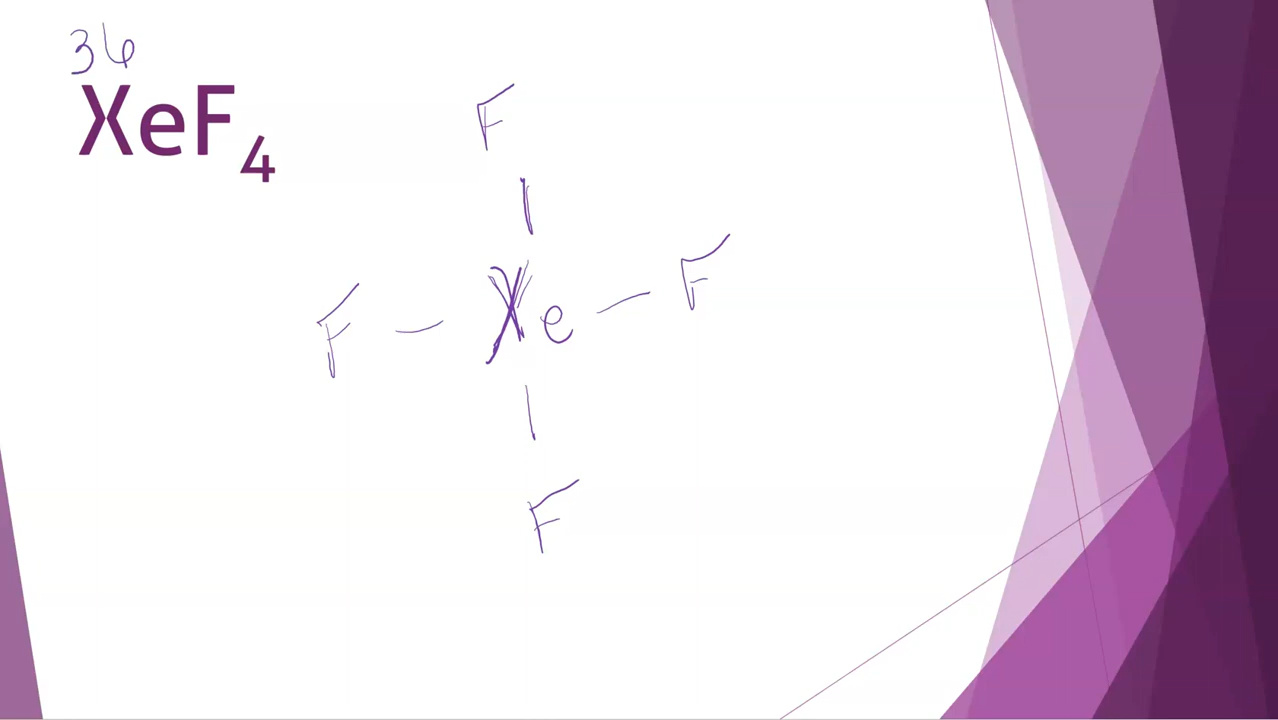 36
XeF₄
F
F – Xe – F
F